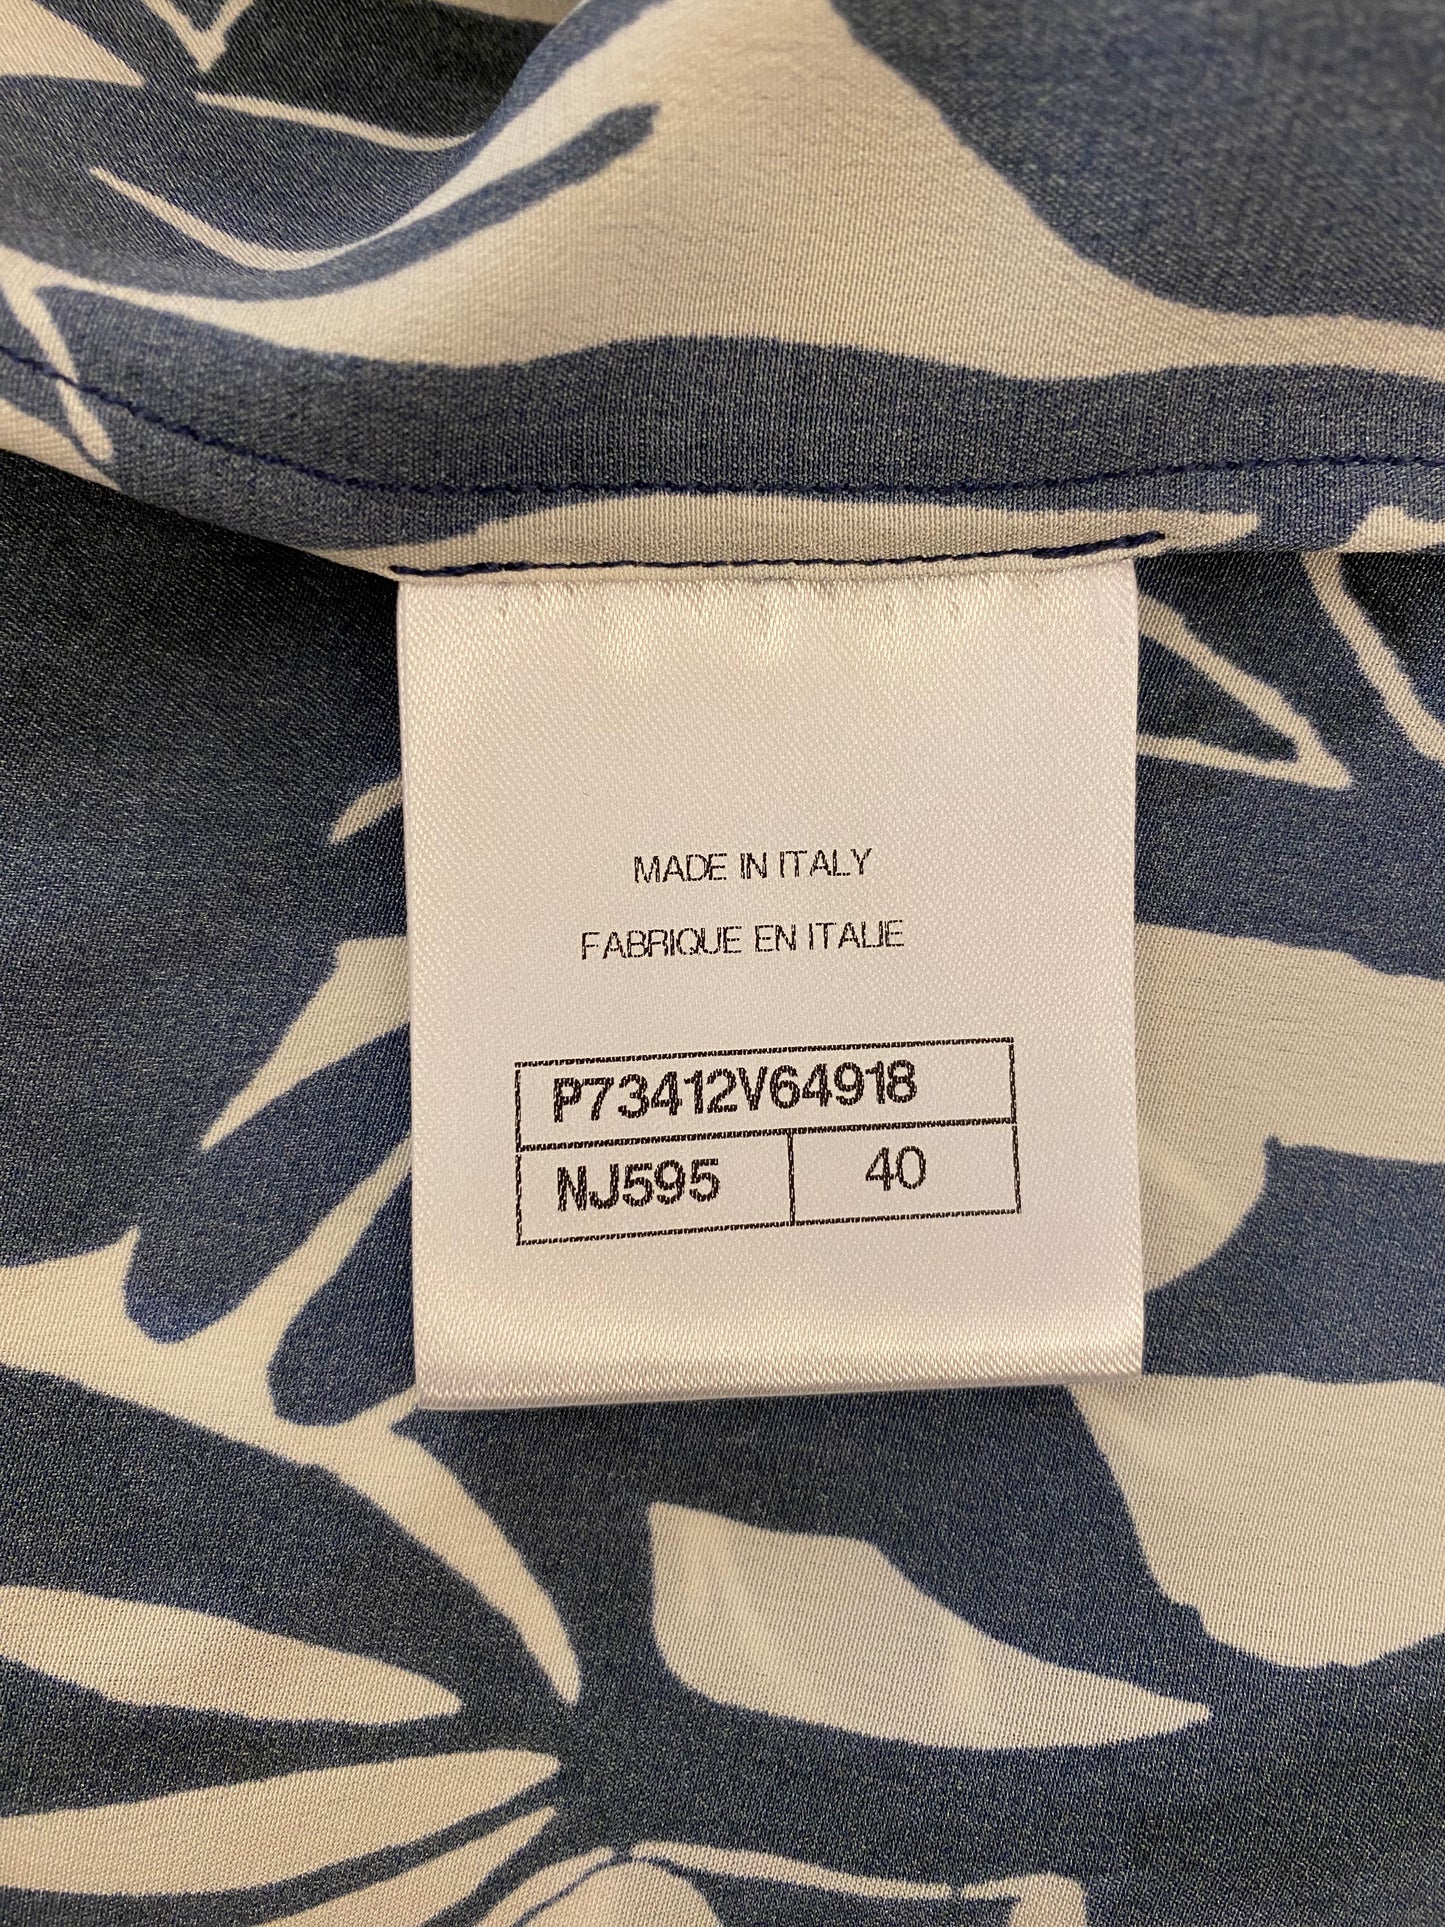 MADE IN ITALY
FABRIQUE EN ITALIE
P73412V64918
NJ595 40